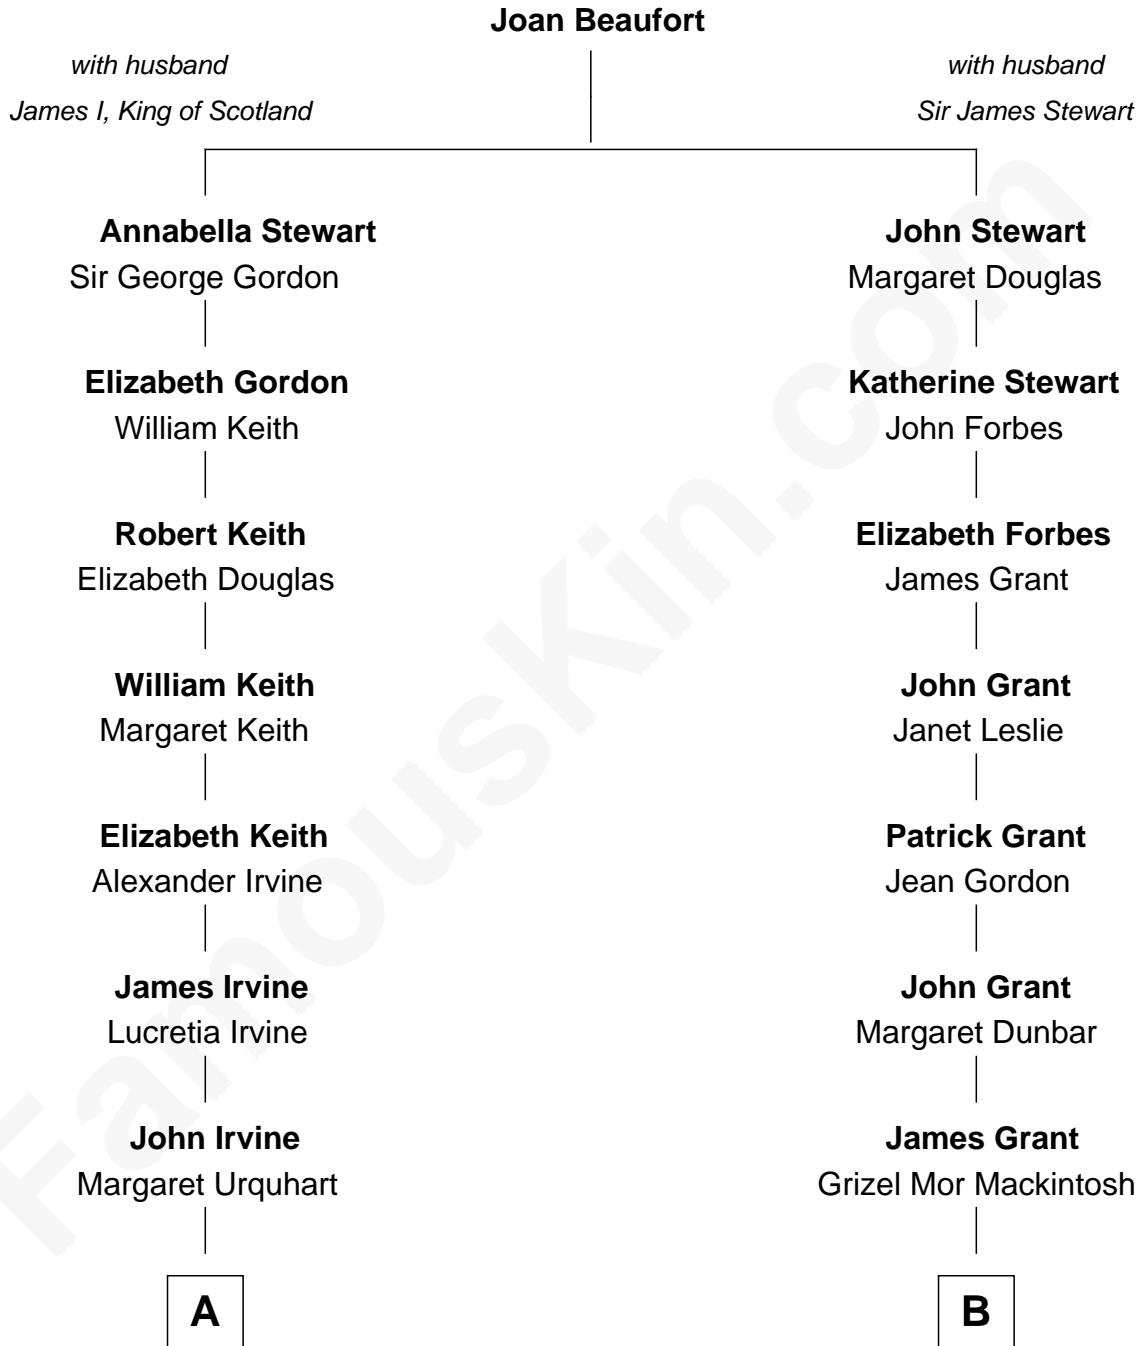 Joan Beaufort
with husband
James I, King of Scotland
with husband
Sir James Stewart
Annabella Stewart
Sir George Gordon
John Stewart
Margaret Douglas
Elizabeth Gordon
William Keith
Katherine Stewart
John Forbes
Robert Keith
Elizabeth Douglas
Elizabeth Forbes
James Grant
William Keith
Margaret Keith
John Grant
Janet Leslie
Elizabeth Keith
Alexander Irvine
Patrick Grant
Jean Gordon
James Irvine
Lucretia Irvine
John Grant
Margaret Dunbar
John Irvine
Margaret Urquhart
James Grant
Grizel Mor Mackintosh
A
B
FamousKin.com